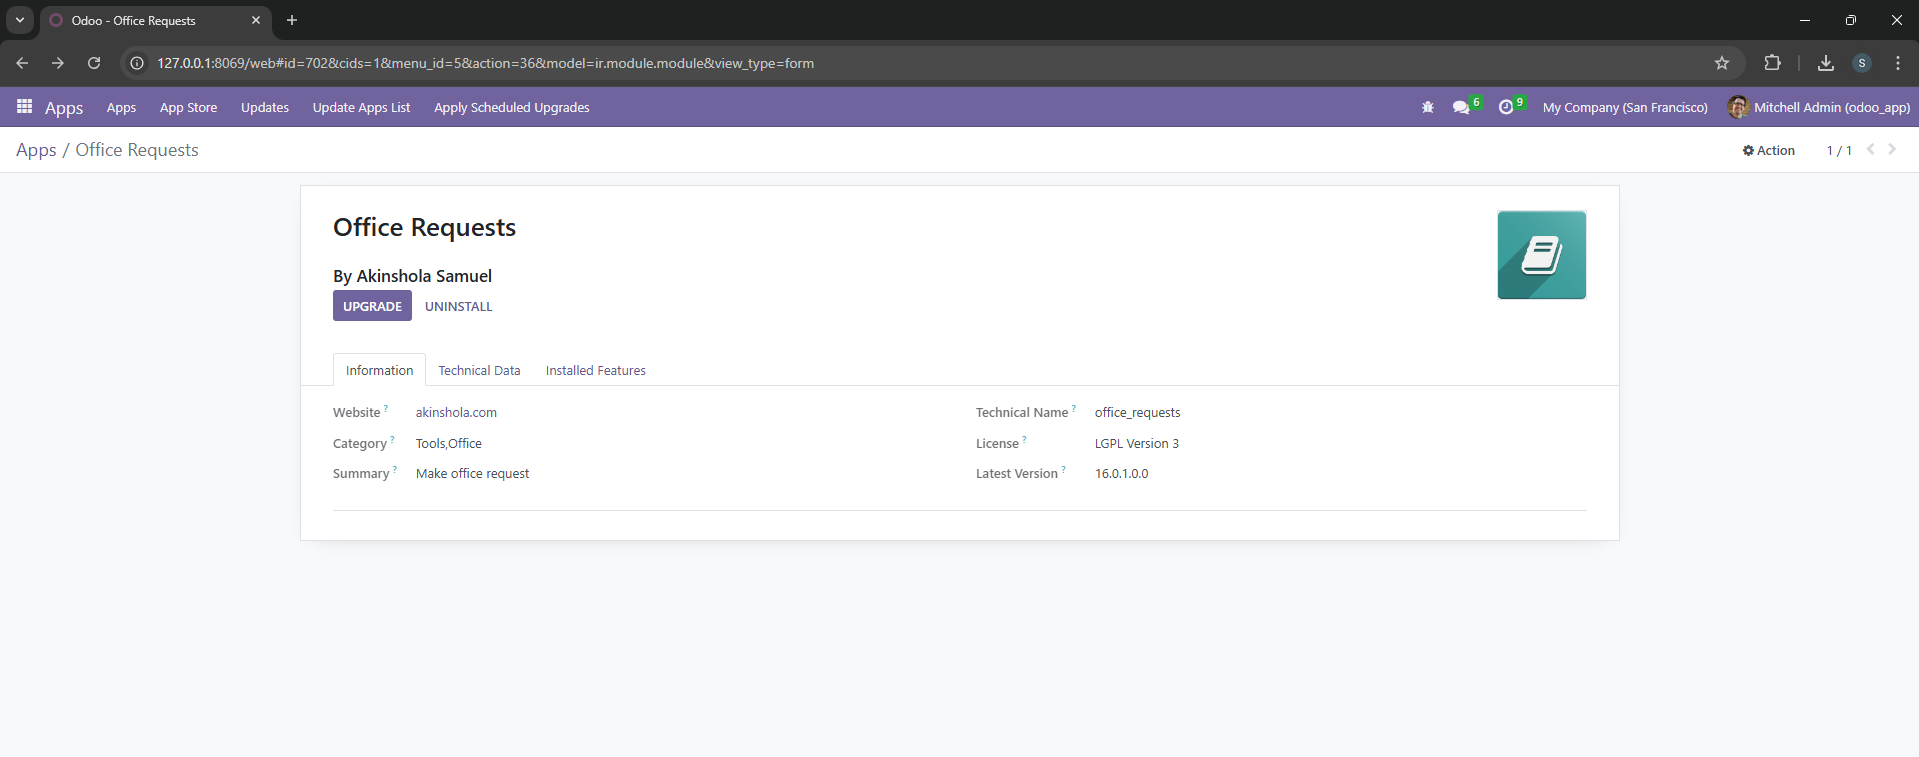 Odoo - Office Requests
127.0.0.1:8069/web#id=702&cids=1&menu_id=5&action=36&model=ir.module.module&view_type=form
S
Apps Apps App Store Updates Update Apps List Apply Scheduled Upgrades 6 9 My Company (San Francisco) Mitchell Admin (odoo_app)
Apps / Office Requests Action 1 / 1
Office Requests
By Akinshola Samuel
UPGRADE UNINSTALL
Information Technical Data Installed Features
Website ? akinshola.com Technical Name ? office_requests
Category ? Tools,Office License ? LGPL Version 3
Summary ? Make office request Latest Version ? 16.0.1.0.0